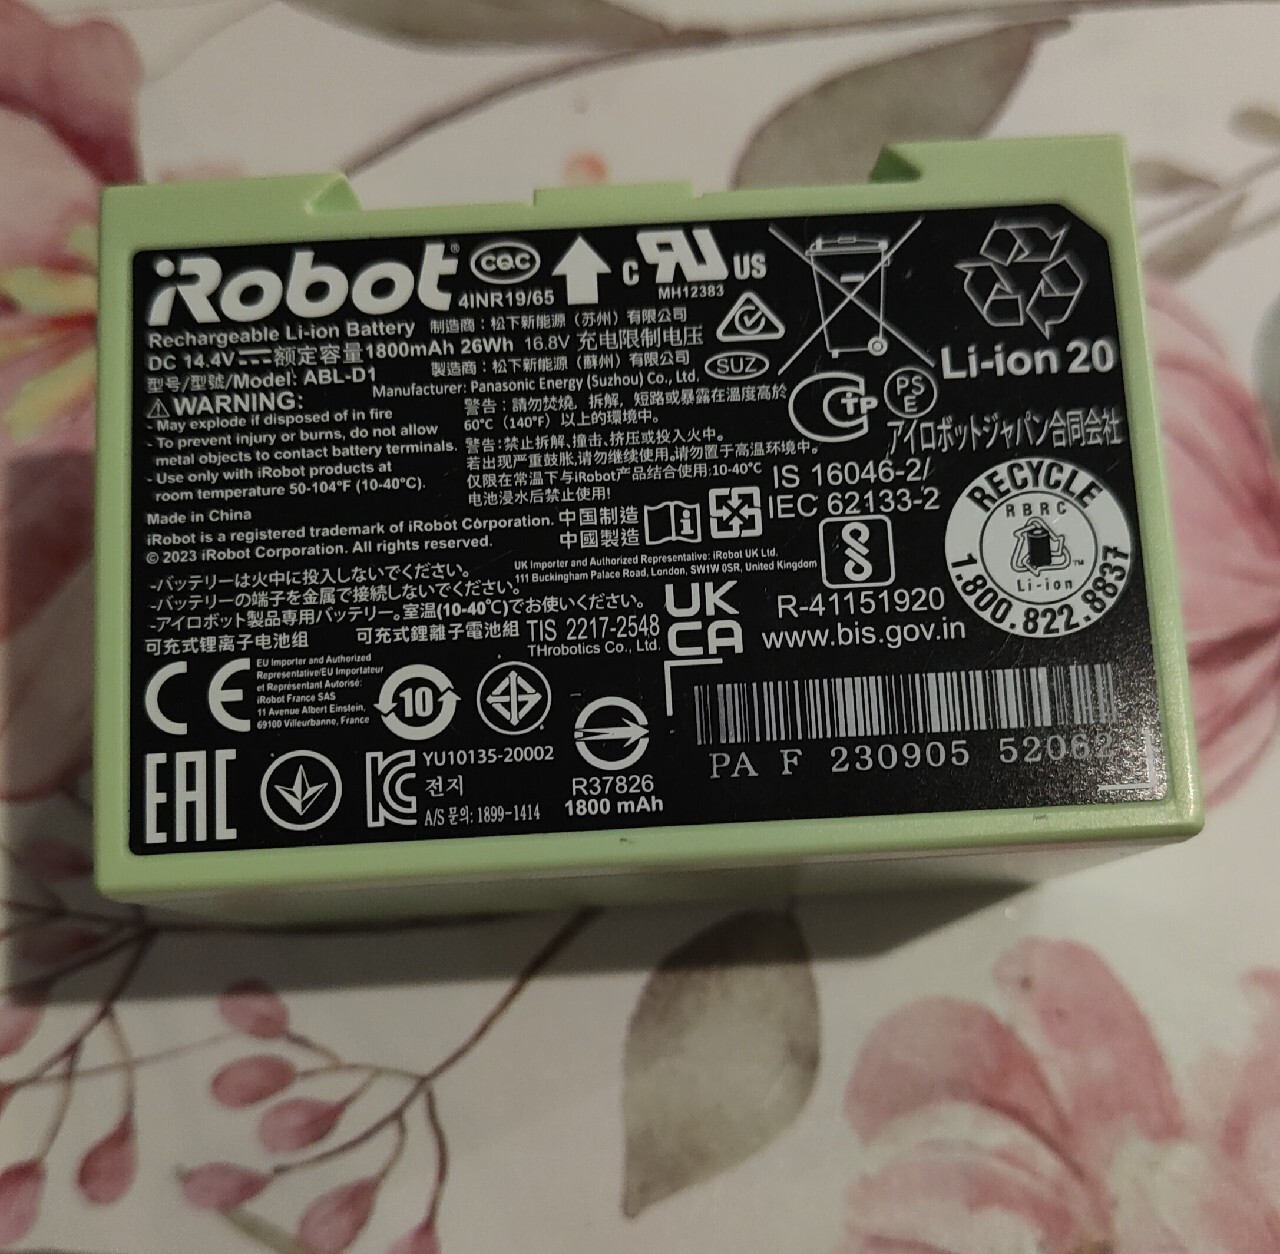 iRobot®
CQC
4INR19/65
c RU US
MH12383
Rechargeable Li-ion Battery
DC 14.4V 额定容量1800mAh 26Wh 16.8V 充电限制电压
型号/型號/Model: ABL-D1
制造商：松下新能源（苏州）有限公司
製造商：松下新能源（蘇州）有限公司
Manufacturer: Panasonic Energy (Suzhou) Co., Ltd.
SUZ
Li-ion 20
PS
E
アイロボットジャパン合同会社
WARNING:
- May explode if disposed of in fire
- To prevent injury or burns, do not allow
metal objects to contact battery terminals.
- Use only with iRobot products at
room temperature 50-104°F (10-40°C).
警告：請勿焚燒，拆解，短路或暴露在溫度高於
60°C（140°F）以上的環境中。
警告:禁止拆解、撞击、挤压或投入火中。
若出现严重鼓胀,请勿继续使用,请勿置于高温环境中。
仅限在常温下与iRobot产品结合使用:10-40°C
电池浸水后禁止使用!
IS 16046-2/
IEC 62133-2
Made in China
iRobot is a registered trademark of iRobot Corporation.
© 2023 iRobot Corporation. All rights reserved.
中国制造
中國製造
UK Importer and Authorized Representative: iRobot UK Ltd.
111 Buckingham Palace Road, London, SW1W 0SR, United Kingdom
RECYCLE
RBRC
Li-ion
™
1.800.822.8837
-バッテリーは火中に投入しないでください。
-バッテリーの端子を金属で接続しないでください。
-アイロボット製品専用バッテリー。室温(10-40℃)でお使いください。
可充式锂离子电池组
可充式鋰離子電池組
TIS 2217-2548
THrobotics Co., Ltd.
UK
CA
R-41151920
www.bis.gov.in
CE
EU Importer and Authorized
Representative/EU Importateur
et Représentant Autorisé:
iRobot France SAS
11 Avenue Albert Einstein,
69100 Villeurbanne, France
10
PA F 230905 52062
EAC
YU10135-20002
전지
A/S 문의: 1899-1414
R37826
1800 mAh